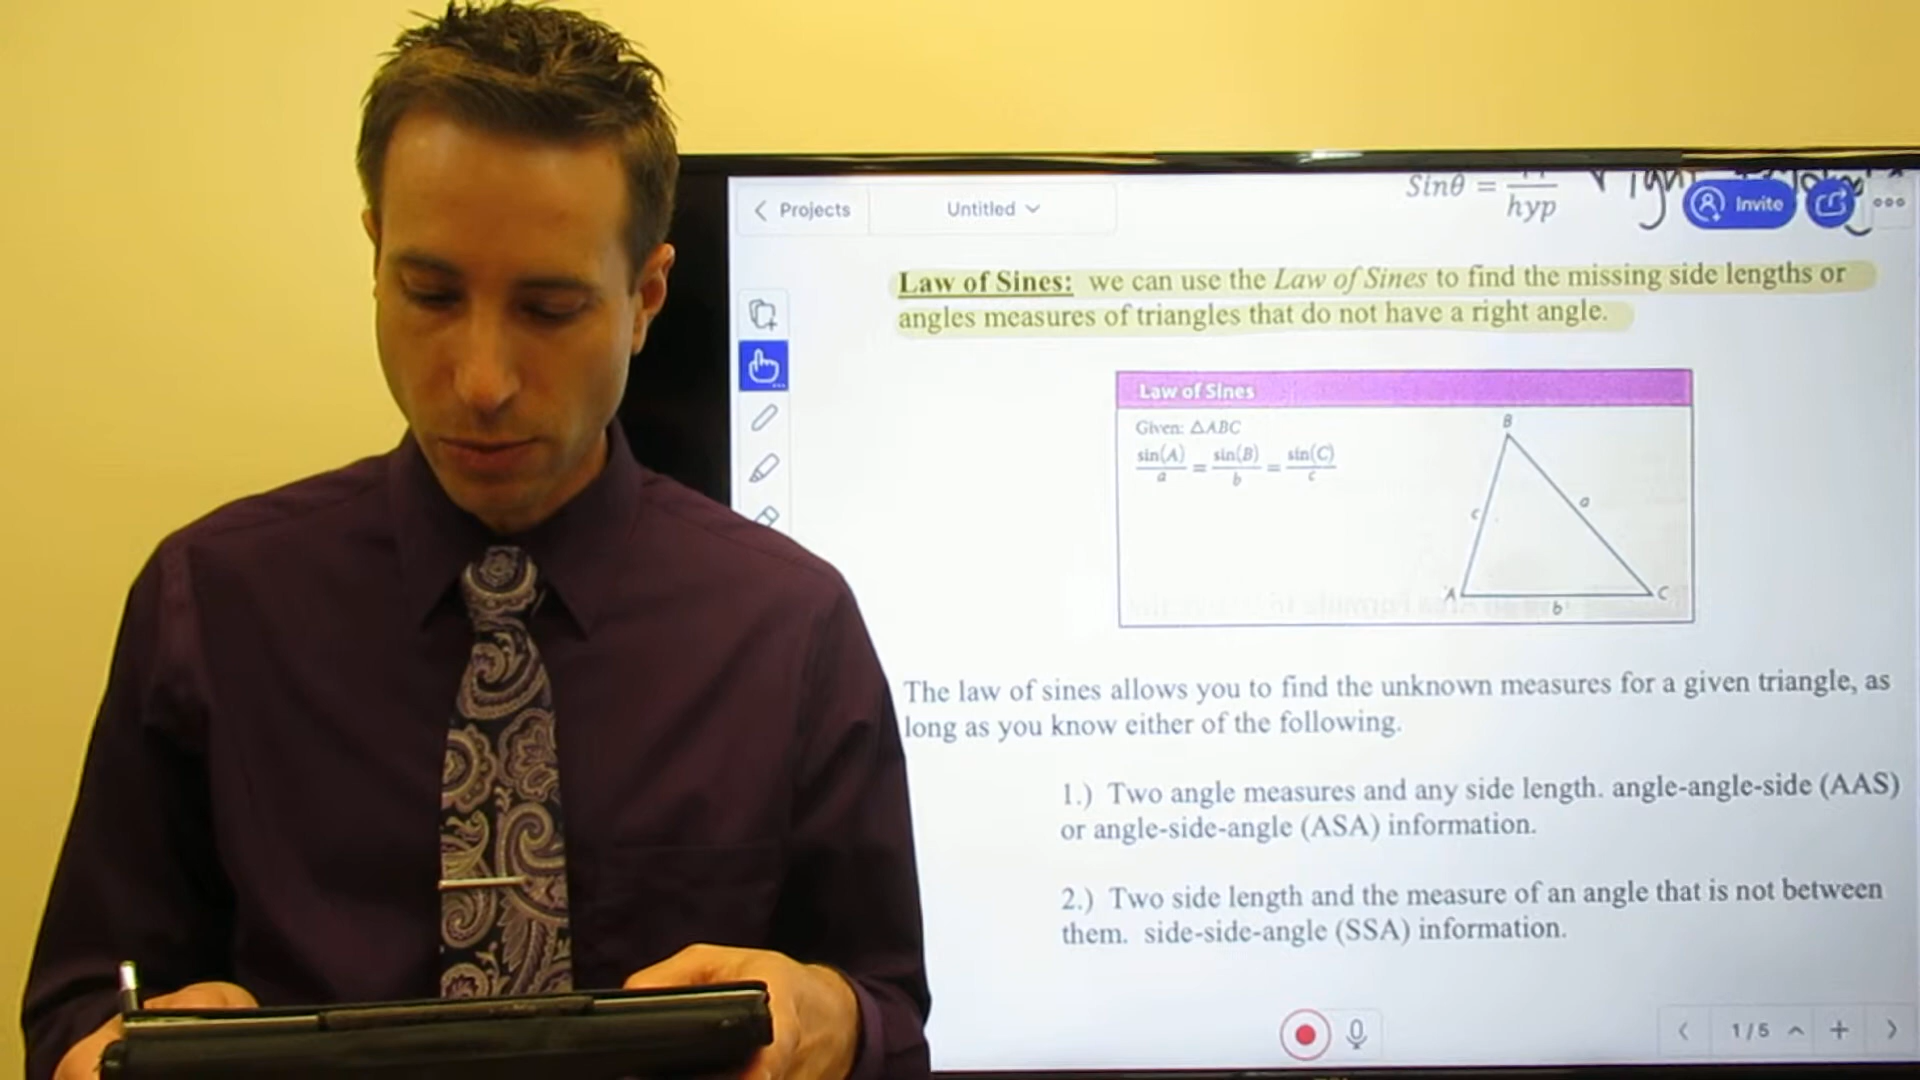 Projects
Untitled
Sinθ =
hyp
Invite
Law of Sines: we can use the Law of Sines to find the missing side lengths or
angles measures of triangles that do not have a right angle.
Law of Sines
Given: △ABC
sin(A)/a = sin(B)/b = sin(C)/c
B
c
a
A
b
C
The law of sines allows you to find the unknown measures for a given triangle, as
long as you know either of the following.
1.) Two angle measures and any side length. angle-angle-side (AAS)
or angle-side-angle (ASA) information.
2.) Two side length and the measure of an angle that is not between
them. side-side-angle (SSA) information.
1/5